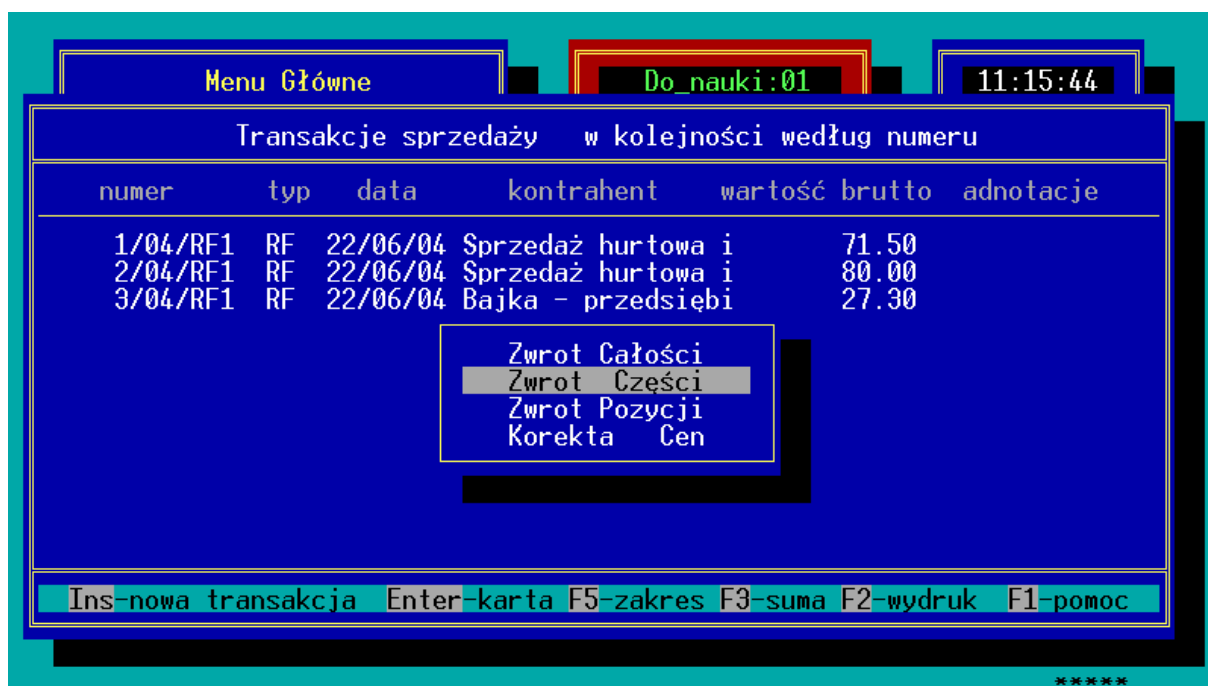 Menu Główne Do_nauki:01 11:15:44
Transakcje sprzedaży w kolejności według numeru
numer typ data kontrahent wartość brutto adnotacje
1/04/RF1 RF 22/06/04 Sprzedaż hurtowa i 71.50
2/04/RF1 RF 22/06/04 Sprzedaż hurtowa i 80.00
3/04/RF1 RF 22/06/04 Bajka - przedsiębi 27.30
Zwrot Całości
Zwrot Części
Zwrot Pozycji
Korekta Cen
Ins-nowa transakcja Enter-karta F5-zakres F3-suma F2-wydruk F1-pomoc
*****